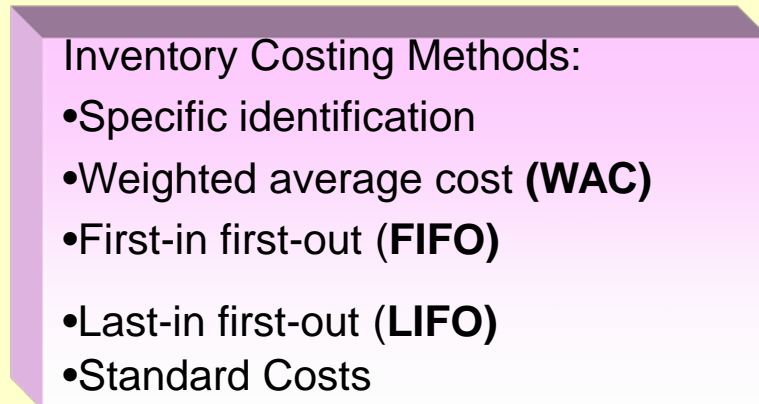 Inventory Costing Methods:
•Specific identification
•Weighted average cost (WAC)
•First-in first-out (FIFO)
•Last-in first-out (LIFO)
•Standard Costs